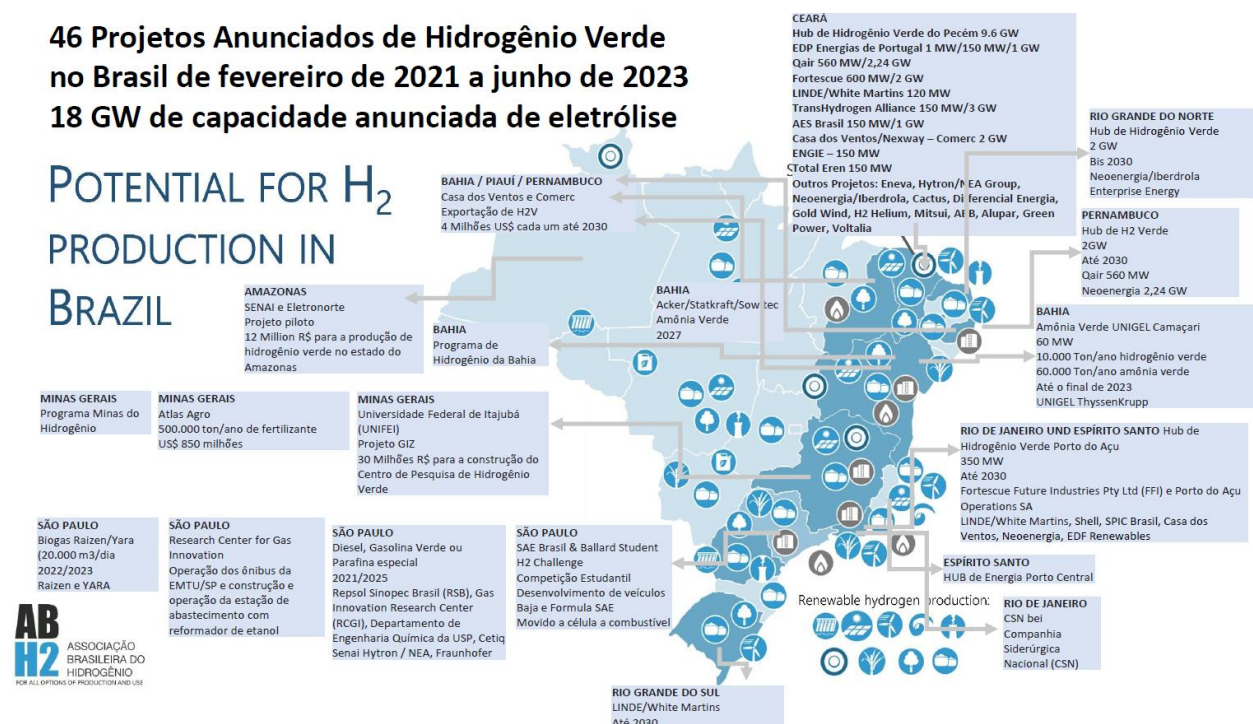 46 Projetos Anunciados de Hidrogênio Verde
no Brasil de fevereiro de 2021 a junho de 2023
18 GW de capacidade anunciada de eletrólise
POTENTIAL FOR H2
PRODUCTION IN
BRAZIL
CEARÁ
Hub de Hidrogênio Verde do Pecém 9.6 GW
EDP Energias de Portugal 1 MW/150 MW/1 GW
Qair 560 MW/2,24 GW
Fortescue 600 MW/2 GW
LINDE/White Martins 120 MW
TransHydrogen Alliance 150 MW/3 GW
AES Brasil 150 MW/1 GW
Casa dos Ventos/Nexway – Comerc 2 GW
ENGIE – 150 MW
Total Eren 150 MW
Outros Projetos: Eneva, Hytron/NEA Group,
Neoenergia/Iberdrola, Cactus, Diferencial Energia,
Gold Wind, H2 Helium, Mitsui, ABB, Alupar, Green
Power, Voltalia
RIO GRANDE DO NORTE
Hub de Hidrogênio Verde
2 GW
Bis 2030
Neoenergia/Iberdrola
Enterprise Energy
BAHIA / PIAUÍ / PERNAMBUCO
Casa dos Ventos e Comerc
Exportação de H2V
4 Milhões US$ cada um até 2030
PERNAMBUCO
Hub de H2 Verde
2GW
Até 2030
Qair 560 MW
Neoenergia 2,24 GW
AMAZONAS
SENAI e Eletronorte
Projeto piloto
12 Million R$ para a produção de
hidrogênio verde no estado do
Amazonas
BAHIA
Acker/Statkraft/Sowitec
Amônia Verde
2027
BAHIA
Programa de
Hidrogênio da Bahia
BAHIA
Amônia Verde UNIGEL Camaçari
60 MW
10.000 Ton/ano hidrogênio verde
60.000 Ton/ano amônia verde
Até o final de 2023
UNIGEL ThyssenKrupp
MINAS GERAIS
Programa Minas do
Hidrogênio
MINAS GERAIS
Atlas Agro
500.000 ton/ano de fertilizante
US$ 850 milhões
MINAS GERAIS
Universidade Federal de Itajubá
(UNIFEI)
Projeto GIZ
30 Milhões R$ para a construção do
Centro de Pesquisa de Hidrogênio
Verde
RIO DE JANEIRO UND ESPÍRITO SANTO Hub de
Hidrogênio Verde Porto do Açu
350 MW
Até 2030
Fortescue Future Industries Pty Ltd (FFI) e Porto do Açu
Operations SA
LINDE/White Martins, Shell, SPIC Brasil, Casa dos
Ventos, Neoenergia, EDF Renewables
SÃO PAULO
Biogas Raizen/Yara
(20.000 m3/dia
2022/2023
Raizen e YARA
SÃO PAULO
Research Center for Gas
Innovation
Operação dos ônibus da
EMTU/SP e construção e
operação da estação de
abastecimento com
reformador de etanol
SÃO PAULO
Diesel, Gasolina Verde ou
Parafina especial
2021/2025
Repsol Sinopec Brasil (RSB), Gas
Innovation Research Center
(RCGI), Departamento de
Engenharia Química da USP, Cetiq
Senai Hytron / NEA, Fraunhofer
SÃO PAULO
SAE Brasil & Ballard Student
H2 Challenge
Competição Estudantil
Desenvolvimento de veículos
Baja e Formula SAE
Movido a célula a combustível
ESPÍRITO SANTO
HUB de Energia Porto Central
Renewable hydrogen production:
RIO DE JANEIRO
CSN bei
Companhia
Siderúrgica
Nacional (CSN)
AB
H2
ASSOCIAÇÃO
BRASILEIRA DO
HIDROGÊNIO
FOR ALL OPTIONS OF PRODUCTION AND USE
RIO GRANDE DO SUL
LINDE/White Martins
Até 2030